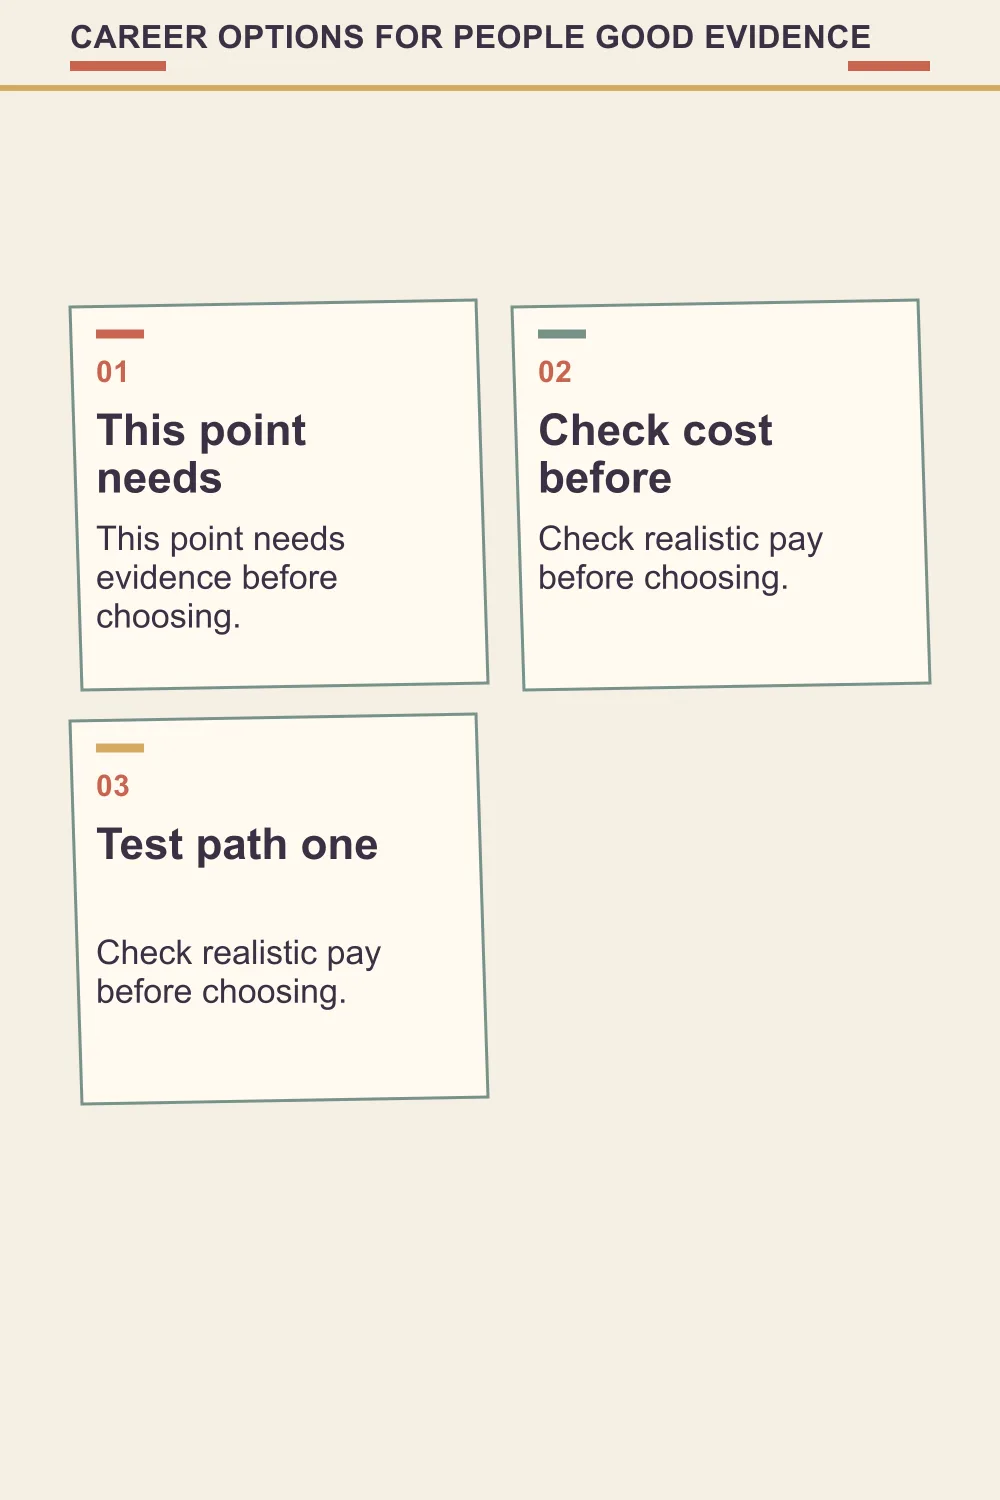 CAREER OPTIONS FOR PEOPLE GOOD EVIDENCE
01
This point
needs
This point needs
evidence before
choosing.
02
Check cost
before
Check realistic pay
before choosing.
03
Test path one
Check realistic pay
before choosing.